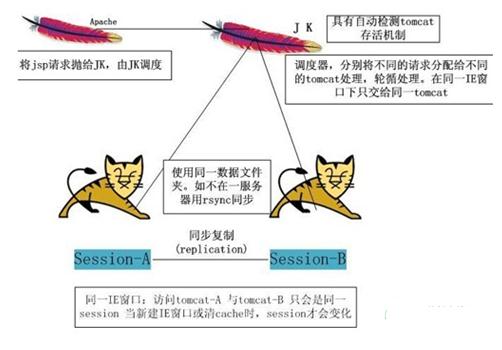 Apache
J K
具有自动检测tomcat
存活机制
将jsp请求抛给JK，由JK调度
调度器，分别将不同的请求分配给不同
的tomcat处理，轮循处理。在同一IE窗
口下只交给同一tomcat
使用同一数据文件
夹。如不在一服务
器用rsync同步
同步复制
(replication)
Session-A
Session-B
同一IE窗口：访问tomcat-A 与tomcat-B 只会是同一
session 当新建IE窗口或清cache时，session才会变化